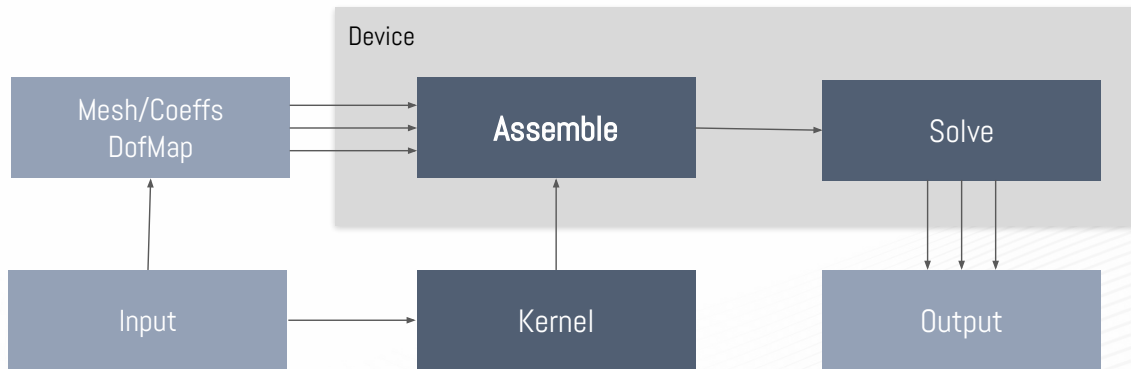 Device
Mesh/Coeffs
DofMap
Assemble
Solve
Input
Kernel
Output